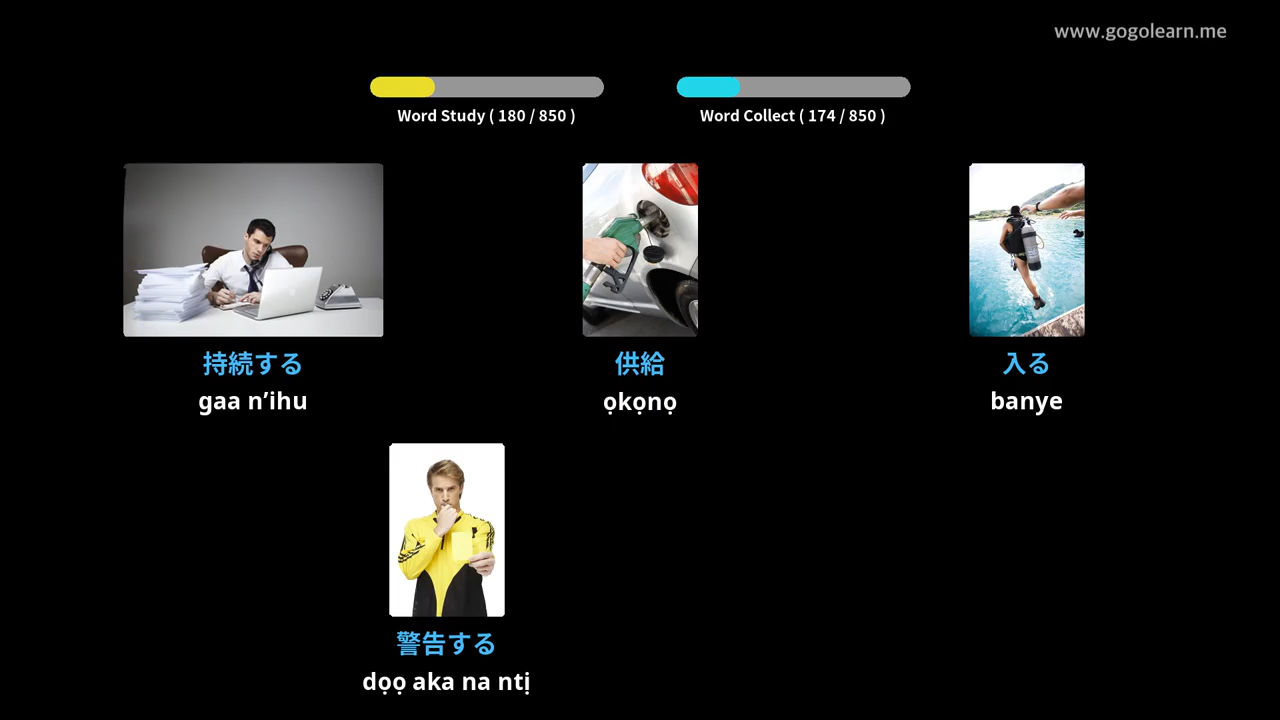 www.gogolearn.me
Word Study ( 180 / 850 )
Word Collect ( 174 / 850 )
持続する
gaa n’ihu
供給
ọkọnọ
入る
banye
警告する
dọọ aka na ntị